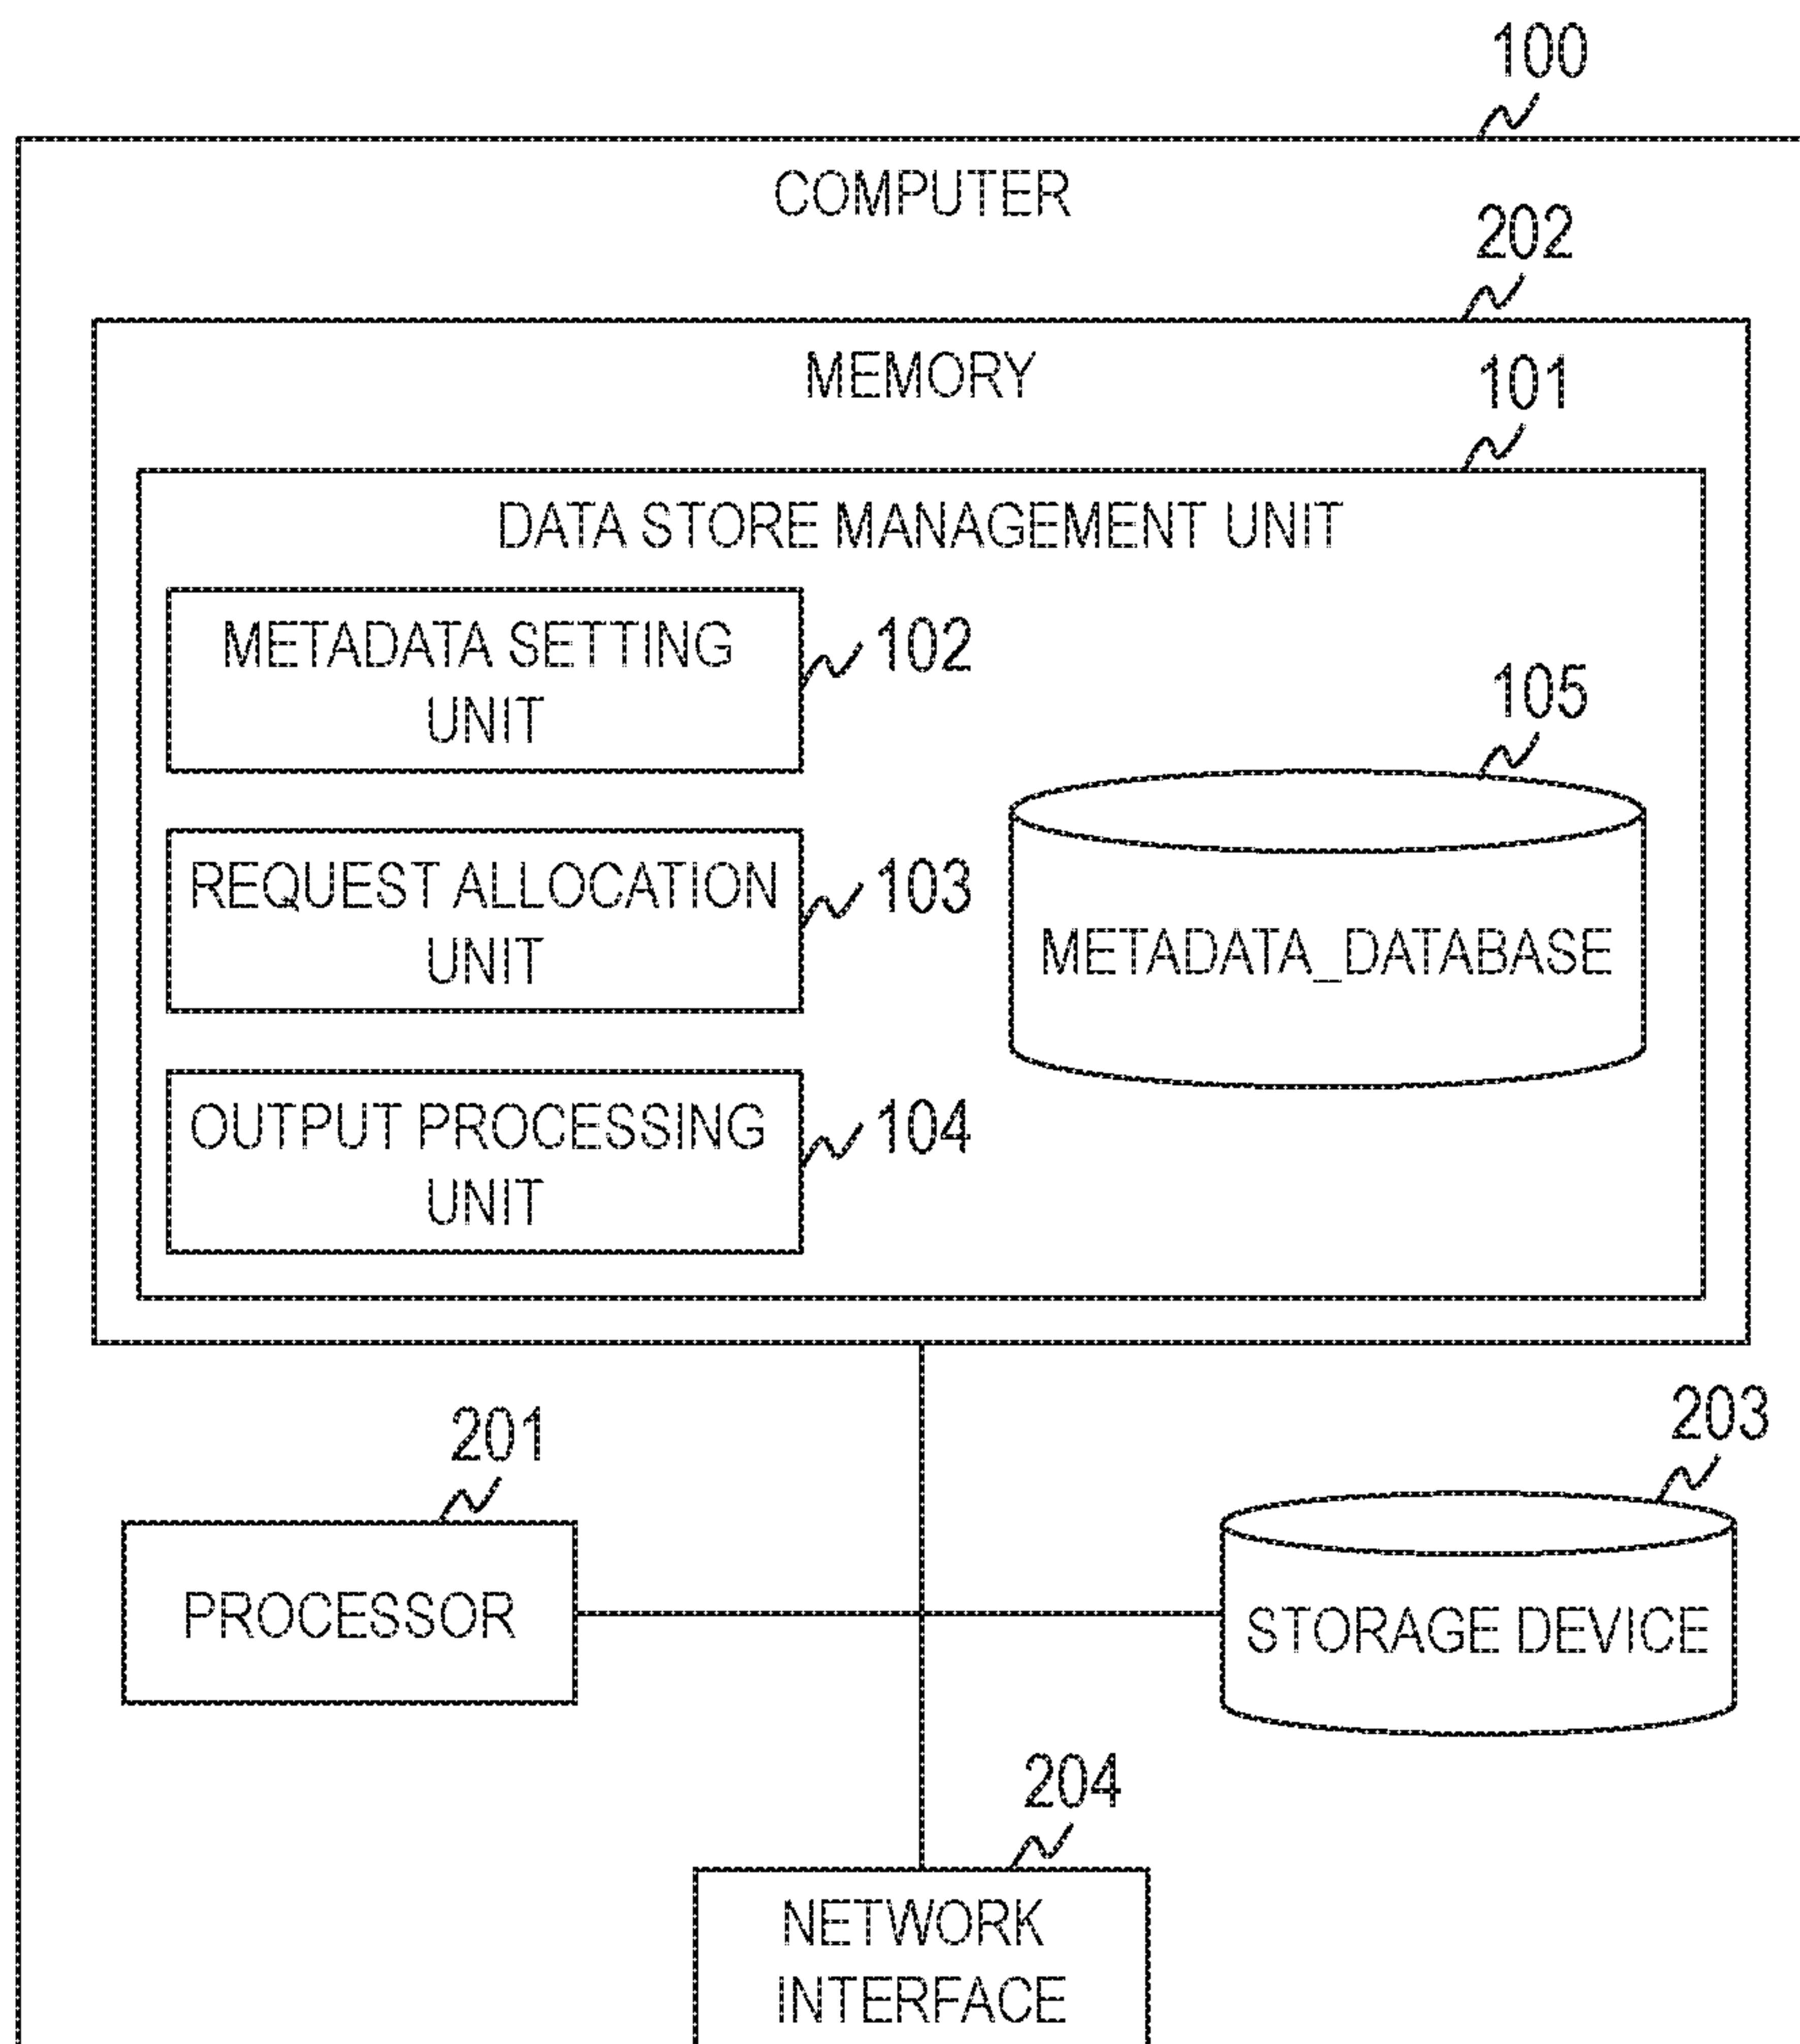 100
COMPUTER
202
MEMORY
101
DATA STORE MANAGEMENT UNIT
METADATA SETTING
UNIT
102
105
REQUEST ALLOCATION
UNIT
103
METADATA_DATABASE
OUTPUT PROCESSING
UNIT
104
201
203
PROCESSOR
STORAGE DEVICE
204
NETWORK
INTERFACE